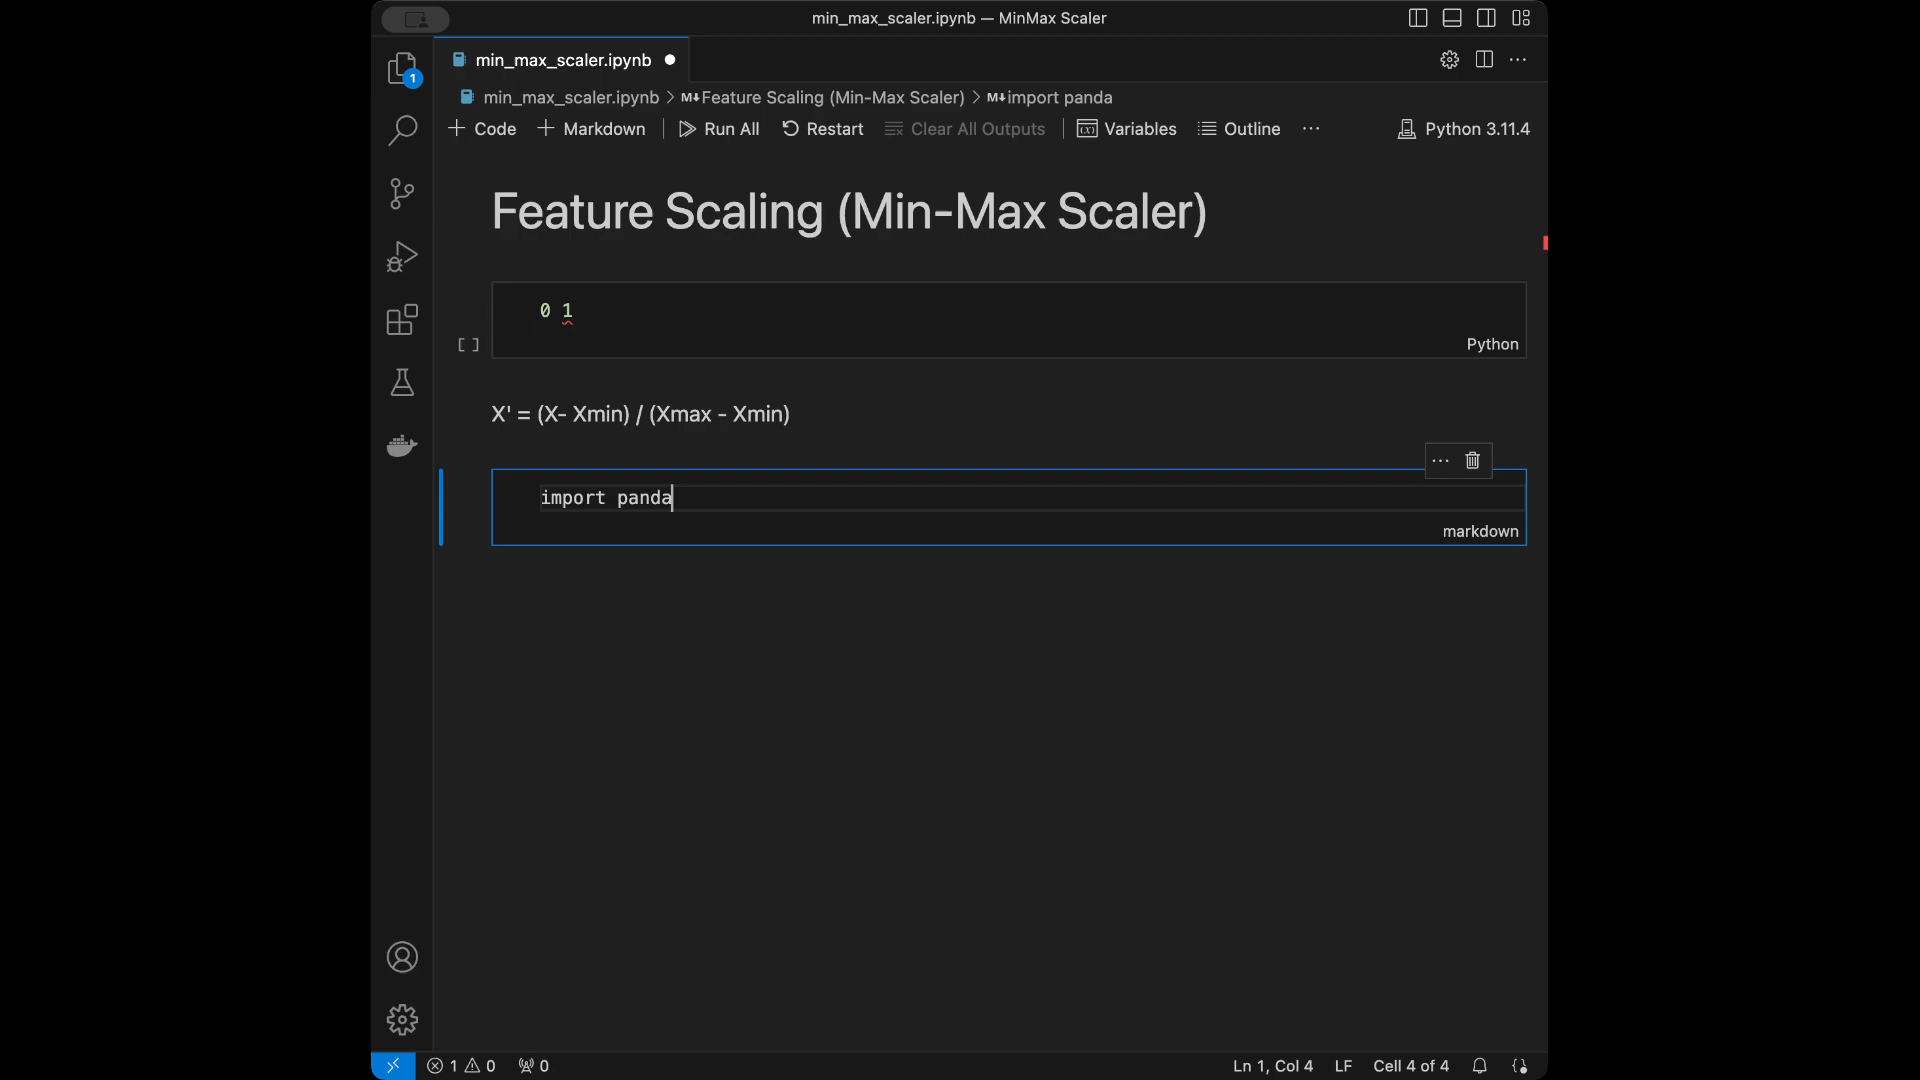 min_max_scaler.ipynb — MinMax Scaler
min_max_scaler.ipynb
1
min_max_scaler.ipynb > M↓Feature Scaling (Min-Max Scaler) > M↓import panda
+ Code + Markdown Run All Restart Clear All Outputs (x) Variables Outline ··· Python 3.11.4
Feature Scaling (Min-Max Scaler)
0 1
[ ]
Python
X' = (X- Xmin) / (Xmax - Xmin)
import panda
markdown
1 0 0 Ln 1, Col 4 LF Cell 4 of 4